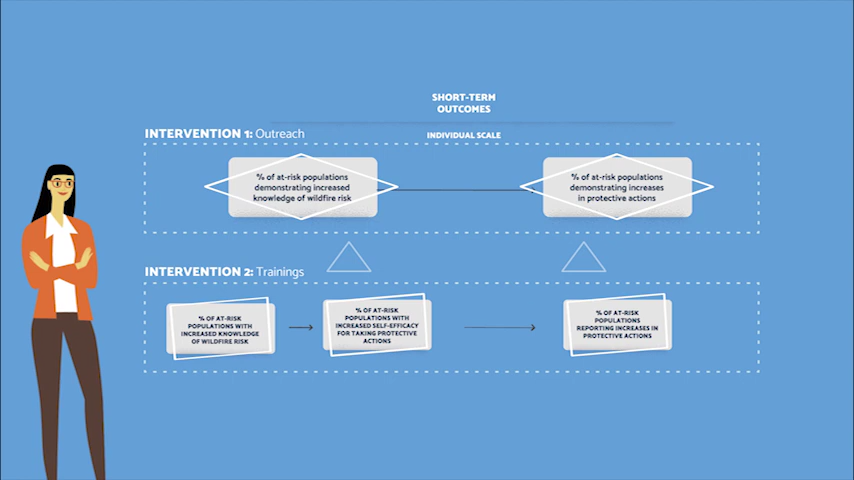 SHORT-TERM
OUTCOMES
INTERVENTION 1: Outreach
INDIVIDUAL SCALE
% of at-risk populations
demonstrating increased
knowledge of wildfire risk
% of at-risk populations
demonstrating increases
in protective actions
INTERVENTION 2: Trainings
% OF AT-RISK
POPULATIONS WITH
INCREASED KNOWLEDGE
OF WILDFIRE RISK
% OF AT-RISK
POPULATIONS WITH
INCREASED SELF-EFFICACY
FOR TAKING PROTECTIVE
ACTIONS
% OF AT-RISK
POPULATIONS
REPORTING INCREASES IN
PROTECTIVE ACTIONS